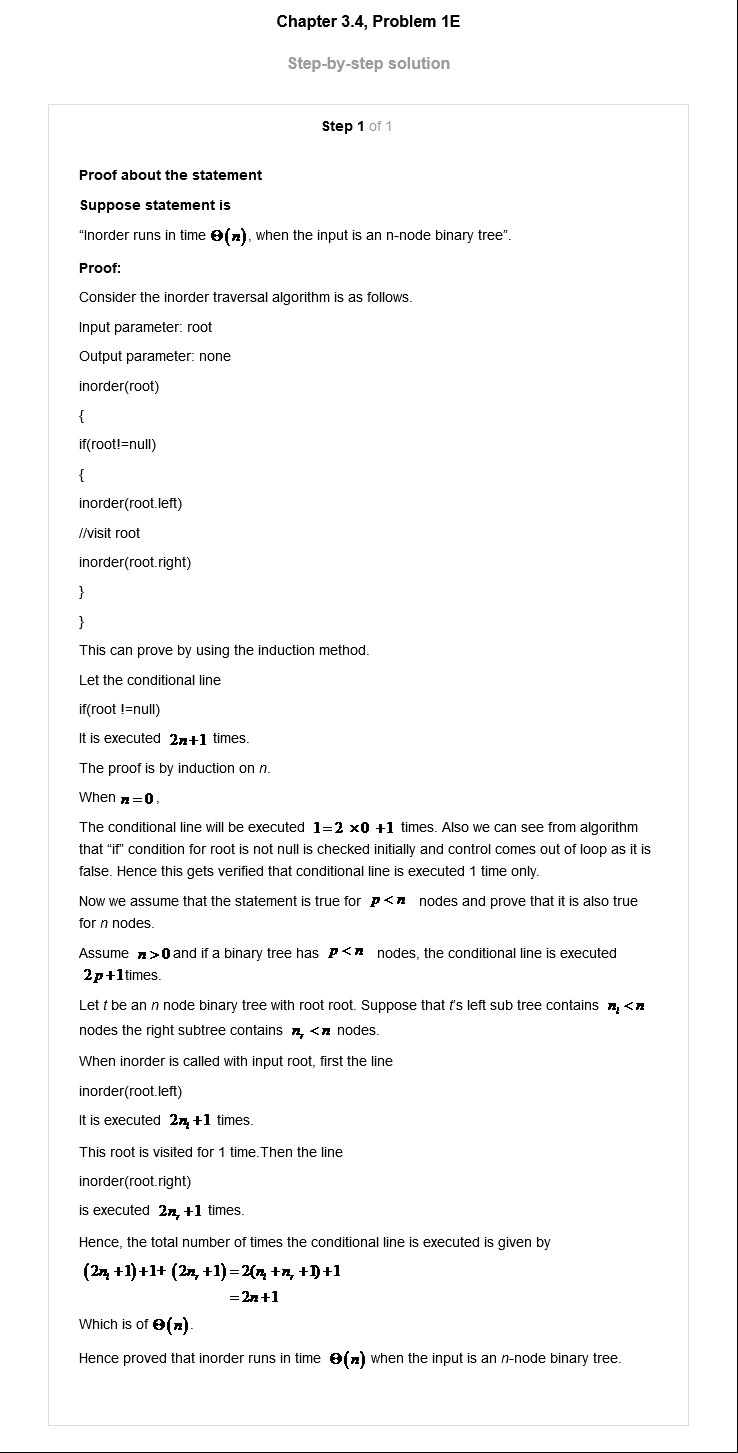 Chapter 3.4, Problem 1E
Step-by-step solution
Step 1 of 1
Proof about the statement
Suppose statement is
“Inorder runs in time Θ(n), when the input is an n-node binary tree”.
Proof:
Consider the inorder traversal algorithm is as follows.
Input parameter: root
Output parameter: none
inorder(root)
{
if(root!=null)
{
inorder(root.left)
//visit root
inorder(root.right)
}
}
This can prove by using the induction method.
Let the conditional line
if(root !=null)
It is executed 2n+1 times.
The proof is by induction on n.
When n=0,
The conditional line will be executed 1=2 ×0 +1 times. Also we can see from algorithm
that “if” condition for root is not null is checked initially and control comes out of loop as it is
false. Hence this gets verified that conditional line is executed 1 time only.
Now we assume that the statement is true for p<n nodes and prove that it is also true
for n nodes.
Assume n>0 and if a binary tree has p<n nodes, the conditional line is executed
2p+1times.
Let t be an n node binary tree with root root. Suppose that t's left sub tree contains nₗ <n
nodes the right subtree contains nᵣ <n nodes.
When inorder is called with input root, first the line
inorder(root.left)
It is executed 2nₗ+1 times.
This root is visited for 1 time.Then the line
inorder(root.right)
is executed 2nᵣ +1 times.
Hence, the total number of times the conditional line is executed is given by
(2nₗ +1)+1+ (2nᵣ +1)=2(nₗ +nᵣ +1)+1
=2n+1
Which is of Θ(n).
Hence proved that inorder runs in time Θ(n) when the input is an n-node binary tree.